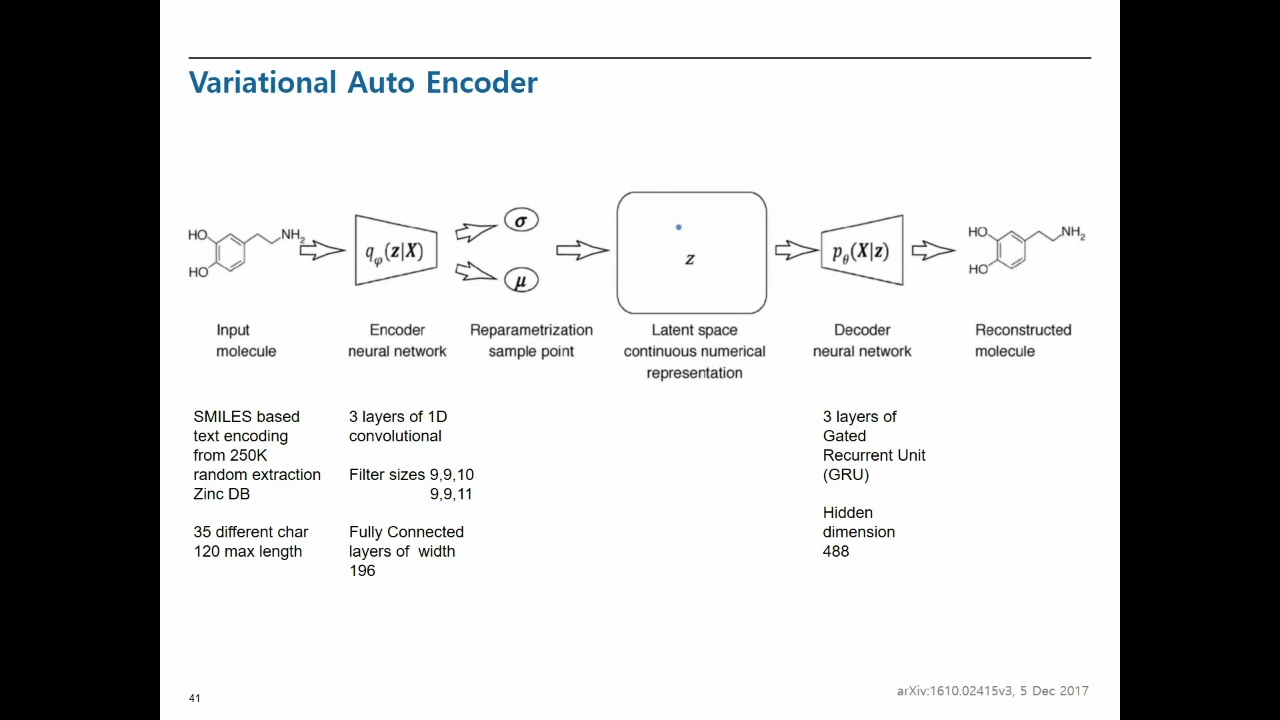 Variational Auto Encoder
HO
HO
NH2
qφ(z|X)
σ
μ
z
pθ(X|z)
HO
HO
NH2
Input
molecule
Encoder
neural network
Reparametrization
sample point
Latent space
continuous numerical
representation
Decoder
neural network
Reconstructed
molecule
SMILES based
text encoding
from 250K
random extraction
Zinc DB
35 different char
120 max length
3 layers of 1D
convolutional
Filter sizes 9,9,10
9,9,11
Fully Connected
layers of width
196
3 layers of
Gated
Recurrent Unit
(GRU)
Hidden
dimension
488
41
arXiv:1610.02415v3, 5 Dec 2017